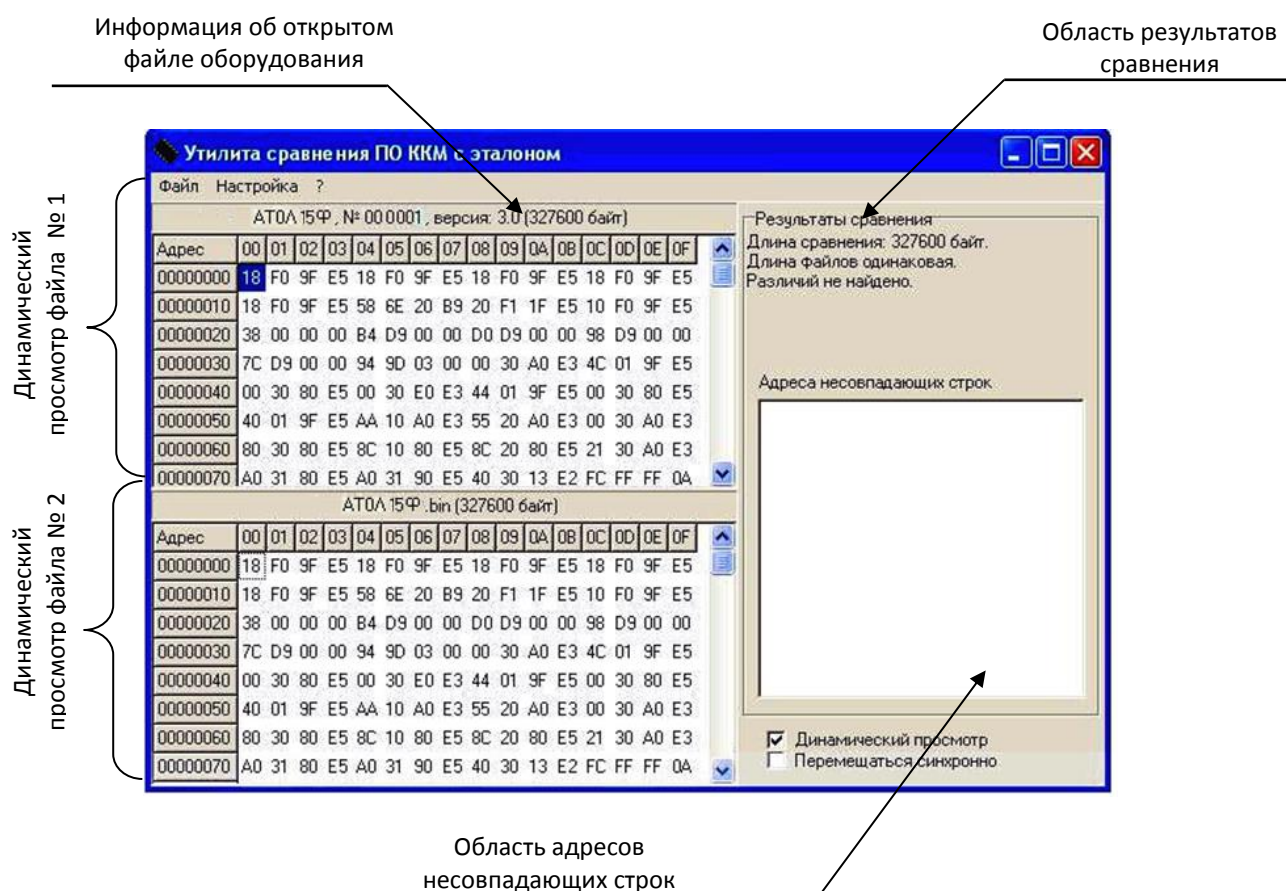 Информация об открытом
файле оборудования
Область результатов
сравнения
Динамический
просмотр файла № 1
Динамический
просмотр файла № 2
Утилита сравнения ПО ККМ с эталоном
Файл Настройка ?
АТОЛ 15Ф, № 000001, версия: 3.0 (327600 байт)
Адрес 00 01 02 03 04 05 06 07 08 09 0A 0B 0C 0D 0E 0F
00000000 18 F0 9F E5 18 F0 9F E5 18 F0 9F E5 18 F0 9F E5
00000010 18 F0 9F E5 58 6E 20 B9 20 F1 1F E5 10 F0 9F E5
00000020 38 00 00 00 B4 D9 00 00 D0 D9 00 00 98 D9 00 00
00000030 7C D9 00 00 94 9D 03 00 00 30 A0 E3 4C 01 9F E5
00000040 00 30 80 E5 00 30 E0 E3 44 01 9F E5 00 30 80 E5
00000050 40 01 9F E5 AA 10 A0 E3 55 20 A0 E3 00 30 A0 E3
00000060 80 30 80 E5 8C 10 80 E5 8C 20 80 E5 21 30 A0 E3
00000070 A0 31 80 E5 A0 31 90 E5 40 30 13 E2 FC FF FF 0A
АТОЛ 15Ф .bin (327600 байт)
Адрес 00 01 02 03 04 05 06 07 08 09 0A 0B 0C 0D 0E 0F
00000000 18 F0 9F E5 18 F0 9F E5 18 F0 9F E5 18 F0 9F E5
00000010 18 F0 9F E5 58 6E 20 B9 20 F1 1F E5 10 F0 9F E5
00000020 38 00 00 00 B4 D9 00 00 D0 D9 00 00 98 D9 00 00
00000030 7C D9 00 00 94 9D 03 00 00 30 A0 E3 4C 01 9F E5
00000040 00 30 80 E5 00 30 E0 E3 44 01 9F E5 00 30 80 E5
00000050 40 01 9F E5 AA 10 A0 E3 55 20 A0 E3 00 30 A0 E3
00000060 80 30 80 E5 8C 10 80 E5 8C 20 80 E5 21 30 A0 E3
00000070 A0 31 80 E5 A0 31 90 E5 40 30 13 E2 FC FF FF 0A
Результаты сравнения
Длина сравнения: 327600 байт.
Длина файлов одинаковая.
Различий не найдено.
Адреса несовпадающих строк
Динамический просмотр
Перемещаться синхронно
Область адресов
несовпадающих строк